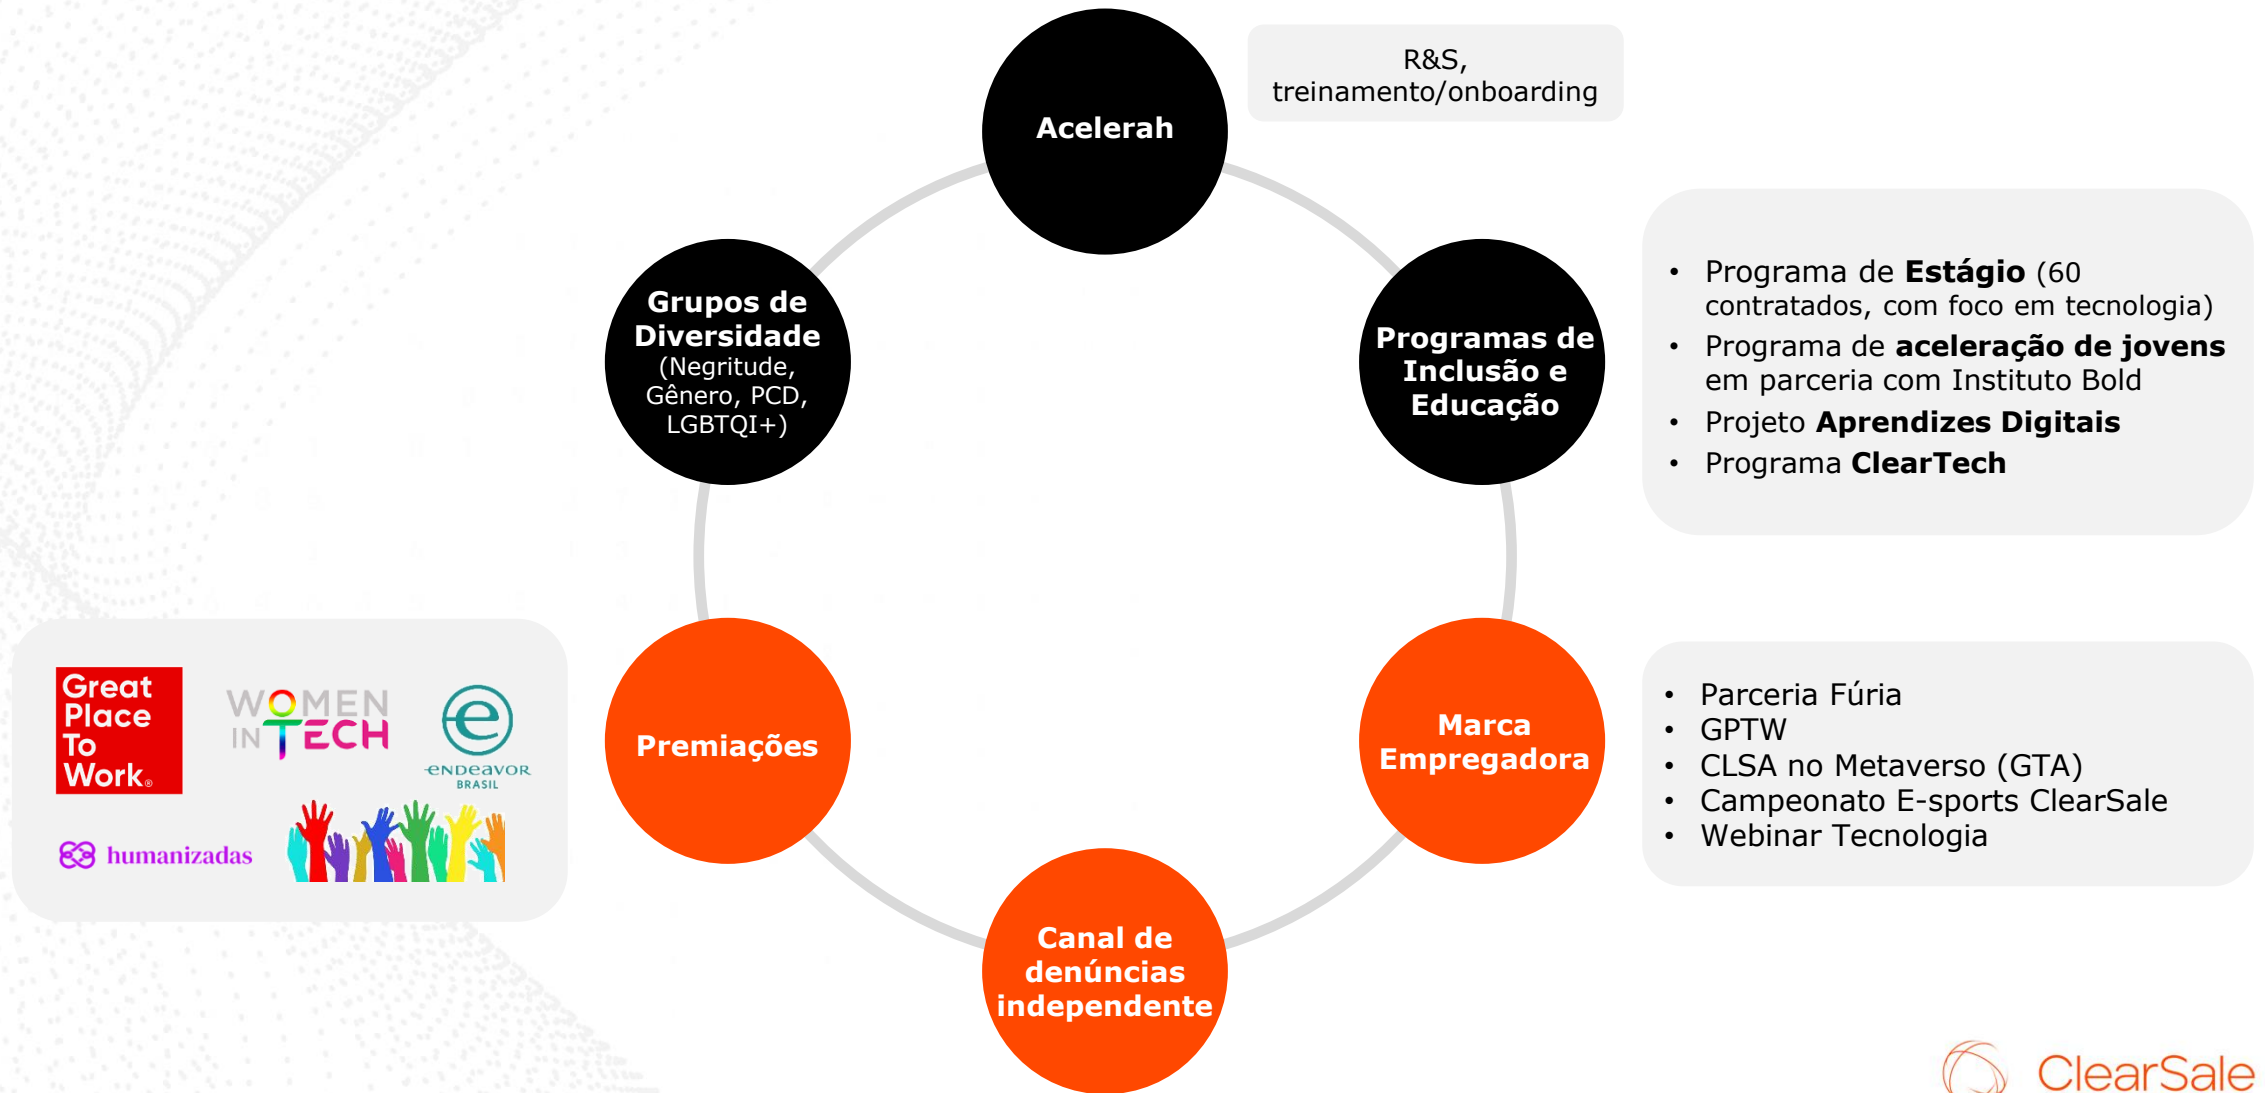 Acelerah
R&S,
treinamento/onboarding
Grupos de
Diversidade
(Negritude,
Gênero, PCD,
LGBTQI+)
Programas de
Inclusão e
Educação
• Programa de Estágio (60
contratados, com foco em tecnologia)
• Programa de aceleração de jovens
em parceria com Instituto Bold
• Projeto Aprendizes Digitais
• Programa ClearTech
Great
Place
To
Work®
WOMEN
IN TECH
e
ENDEAVOR
BRASIL
humanizadas
Premiações
Marca
Empregadora
• Parceria Fúria
• GPTW
• CLSA no Metaverso (GTA)
• Campeonato E-sports ClearSale
• Webinar Tecnologia
Canal de
denúncias
independente
ClearSale